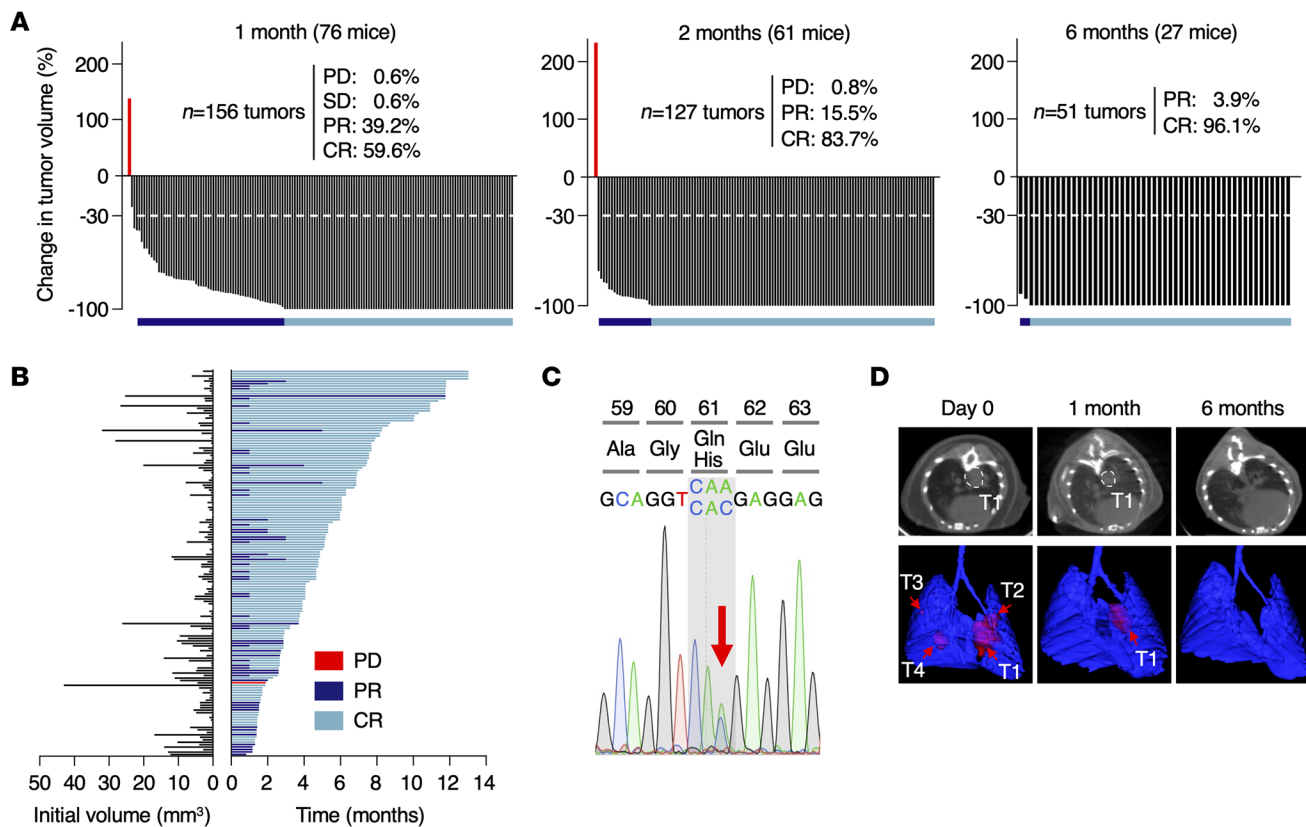 A
1 month (76 mice)
2 months (61 mice)
6 months (27 mice)
Change in tumor volume (%)
200
100
0
-30
-100
n=156 tumors
PD: 0.6%
SD: 0.6%
PR: 39.2%
CR: 59.6%
200
100
0
-30
-100
n=127 tumors
PD: 0.8%
PR: 15.5%
CR: 83.7%
200
100
0
-30
-100
n=51 tumors
PR: 3.9%
CR: 96.1%
B
PD
PR
CR
50 40 30 20 10 0
0 2 4 6 8 10 12 14
Initial volume (mm³)
Time (months)
C
59 60 61 62 63
Ala Gly Gln Glu Glu
His
GCAGGT CAA GAGGAG
CAC
D
Day 0
1 month
6 months
T1
T1
T3
T2
T4
T1
T1